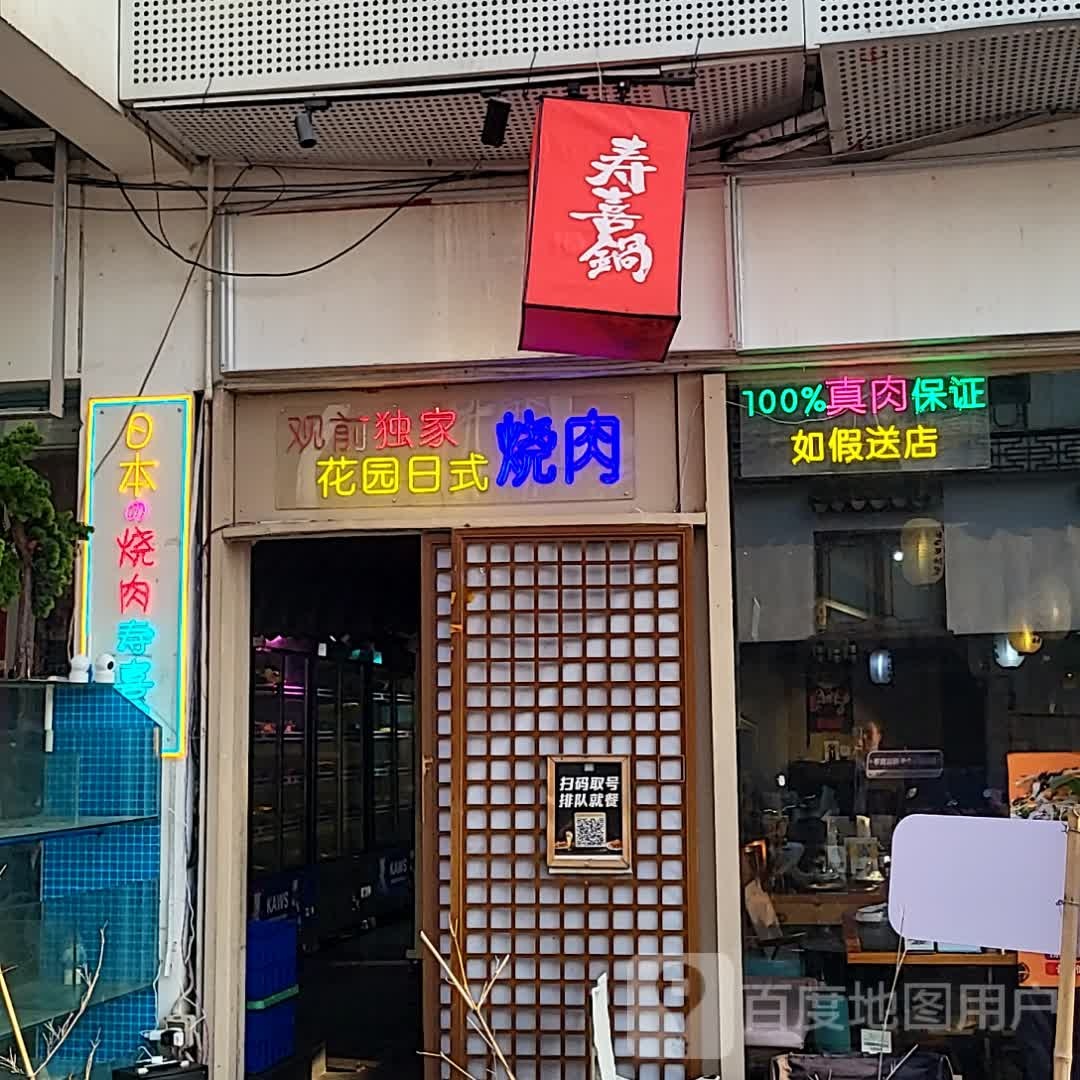 寿喜鍋
观前独家
花园日式
烧肉
100%真肉保证
如假送店
日本の烧肉寿喜
扫码取号
排队就餐
KAWS
KAWS
百度地图用户